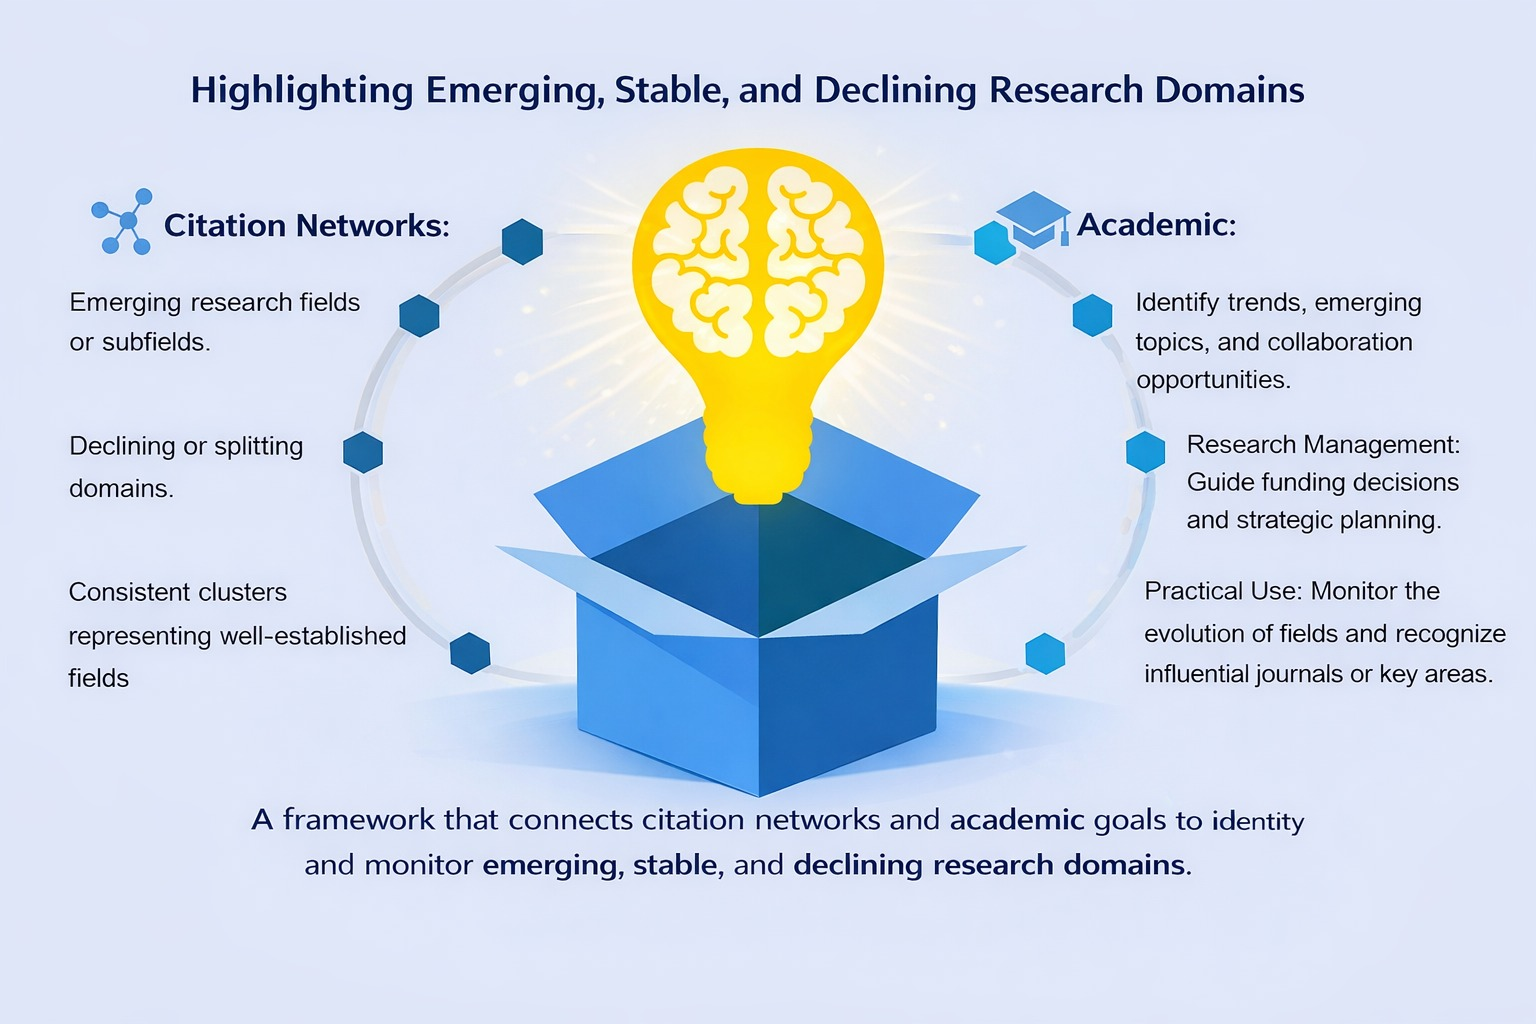 Highlighting Emerging, Stable, and Declining Research Domains
Citation Networks:
Emerging research fields
or subfields.
Declining or splitting
domains.
Consistent clusters
representing well-established
fields
Academic:
Identify trends, emerging
topics, and collaboration
opportunities.
Research Management:
Guide funding decisions
and strategic planning.
Practical Use: Monitor the
evolution of fields and recognize
influential journals or key areas.
A framework that connects citation networks and academic goals to identity
and monitor emerging, stable, and declining research domains.